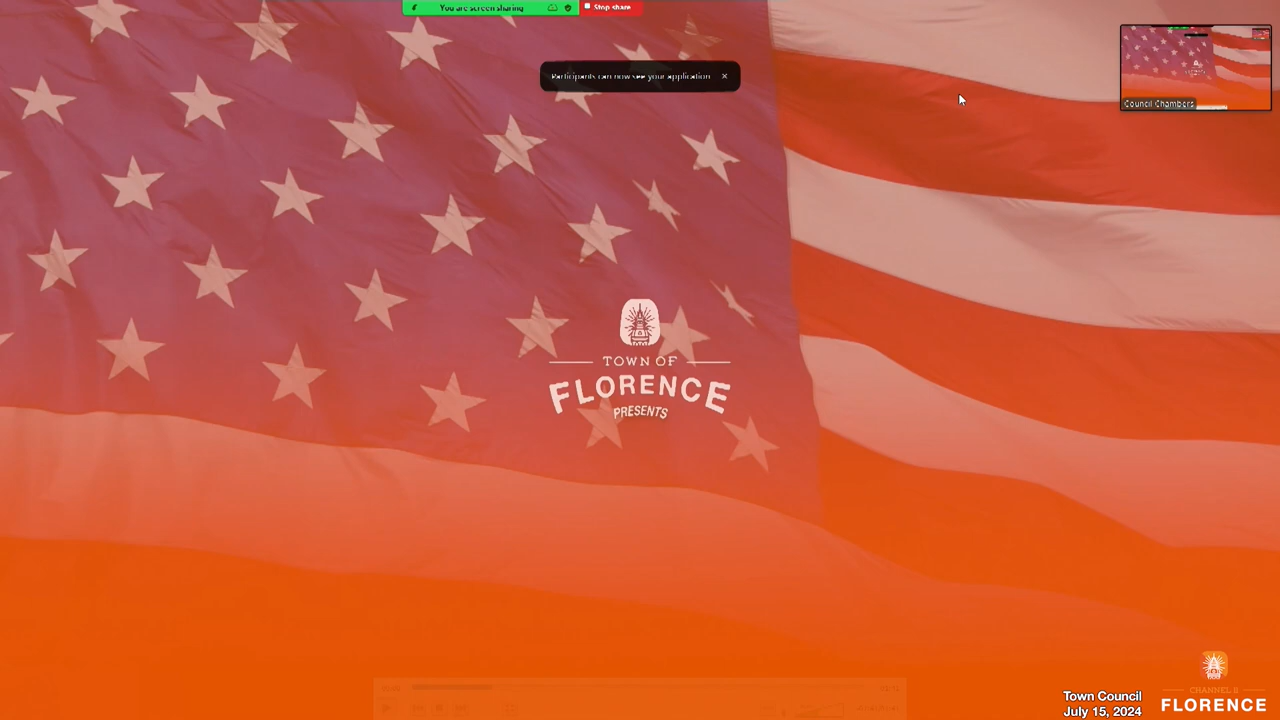 You are screen sharing
Stop share
Participants can now see your application
Council Chambers
TOWN OF
FLORENCE
PRESENTS
Town Council
July 15, 2024
CHANNEL 11
FLORENCE